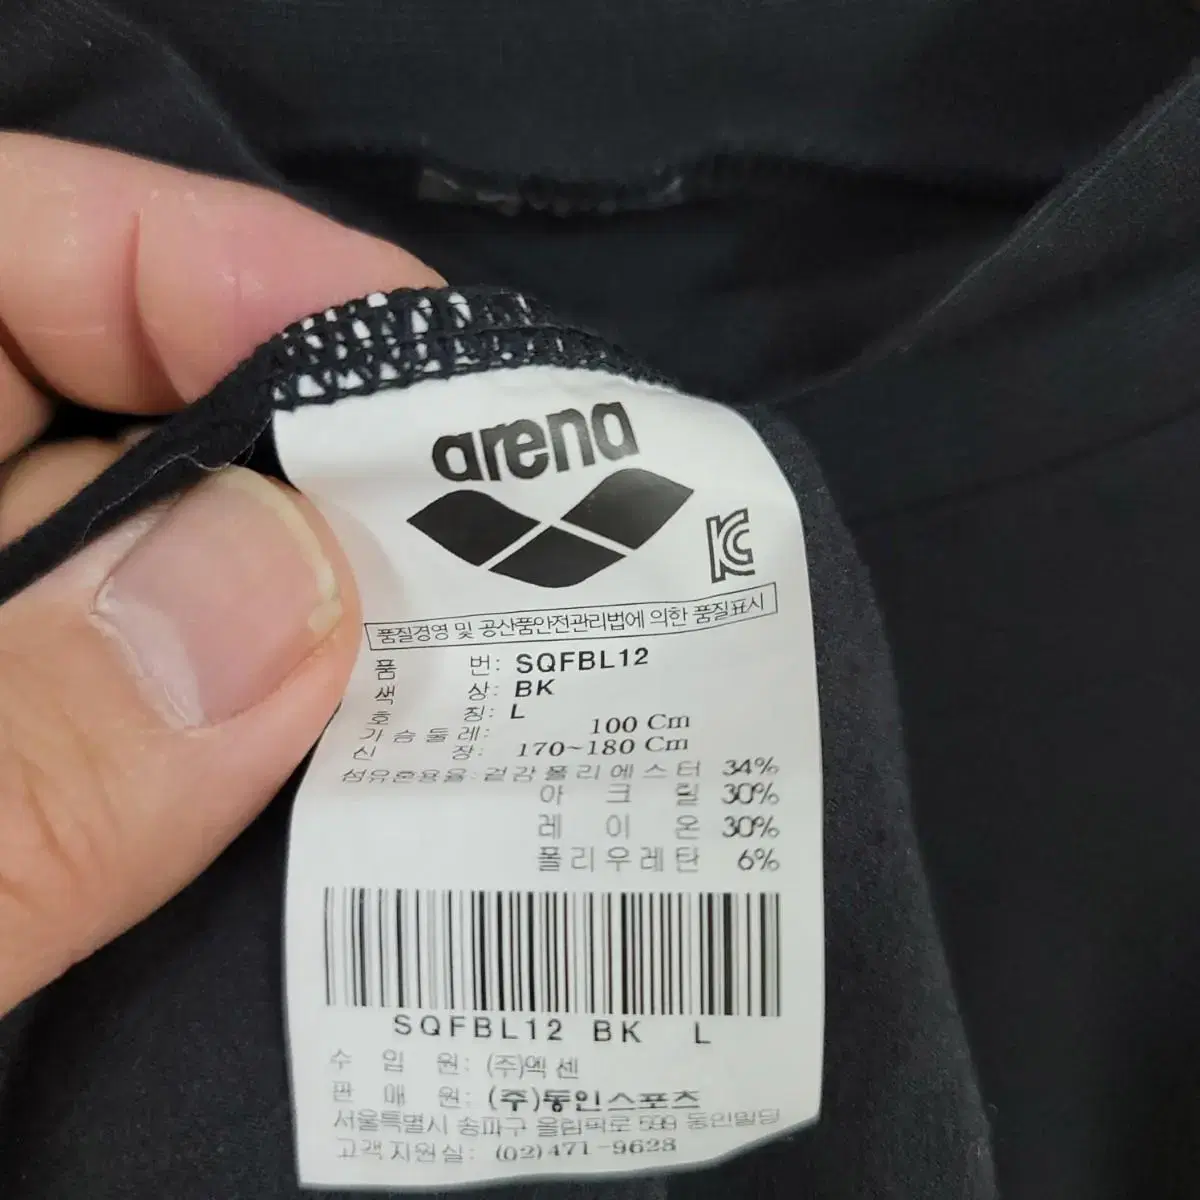 arena
품질경영 및 공산품안전관리법에 의한 품질표시
품 번: SQFBL12
색 상: BK
호 칭: L
가슴둘레: 100 Cm
신 장: 170~180 Cm
섬유혼용율: 겉감 폴리에스터 34%
아 크 릴 30%
레 이 온 30%
폴리우레탄 6%
SQFBL12 BK L
수 입 원: (주)엑센
판 매 원: (주)동인스포츠
서울특별시 송파구 올림픽로 599 동인빌딩
고객지원실: (02)471-9628